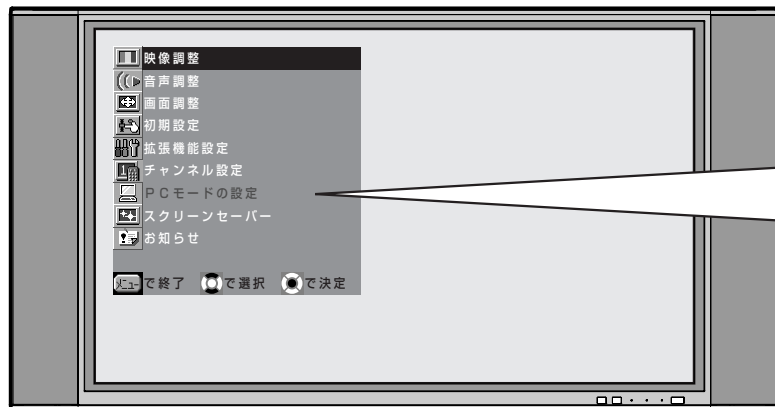 映像調整
音声調整
画面調整
初期設定
拡張機能設定
チャンネル設定
PCモードの設定
スクリーンセーバー
お知らせ
メニューで終了 で選択 で決定